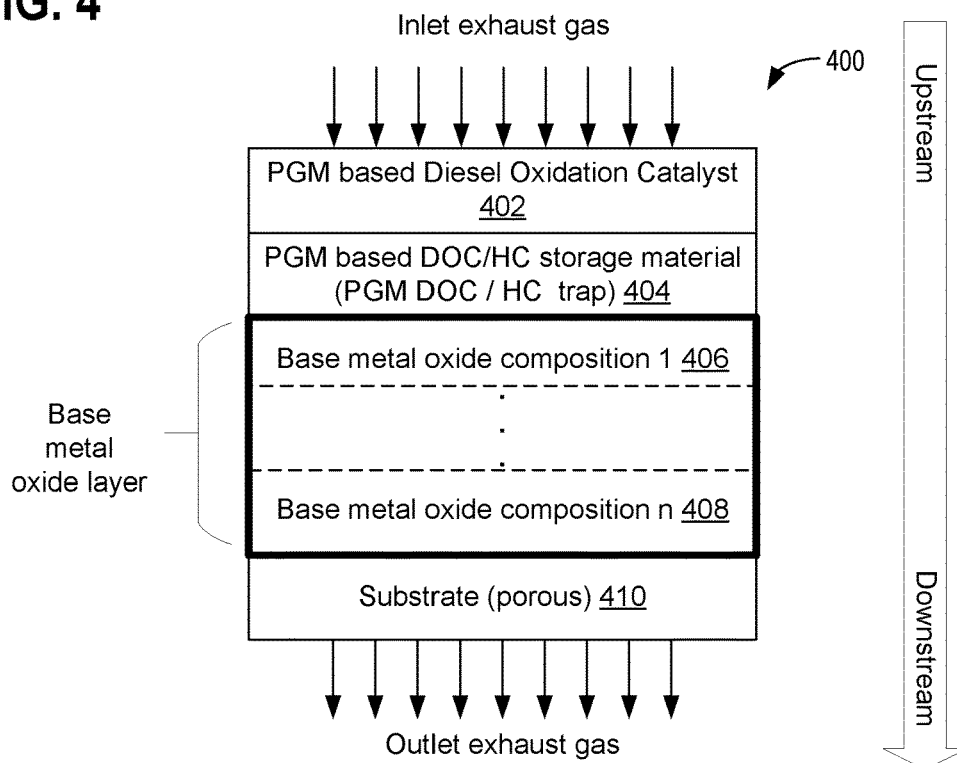 IG. 4
Inlet exhaust gas
400
Upstream
PGM based Diesel Oxidation Catalyst
402
PGM based DOC/HC storage material
(PGM DOC / HC trap) 404
Base metal oxide composition 1 406
Base
metal
oxide layer
Base metal oxide composition n 408
Substrate (porous) 410
Downstream
Outlet exhaust gas